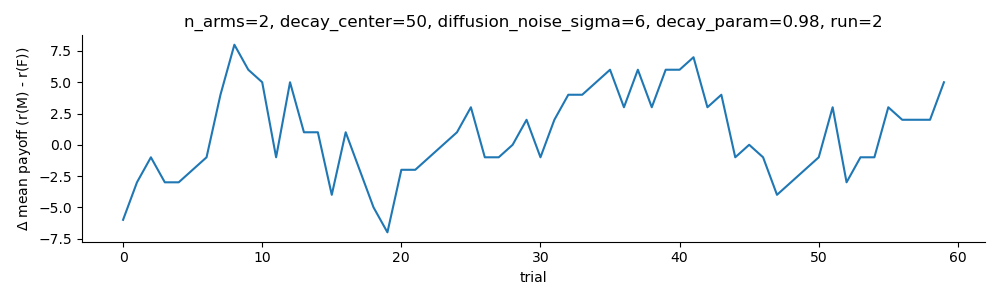 n_arms=2, decay_center=50, diffusion_noise_sigma=6, decay_param=0.98, run=2
Δ mean payoff (r(M) - r(F))
7.5
5.0
2.5
0.0
−2.5
−5.0
−7.5
0 10 20 30 40 50 60
trial